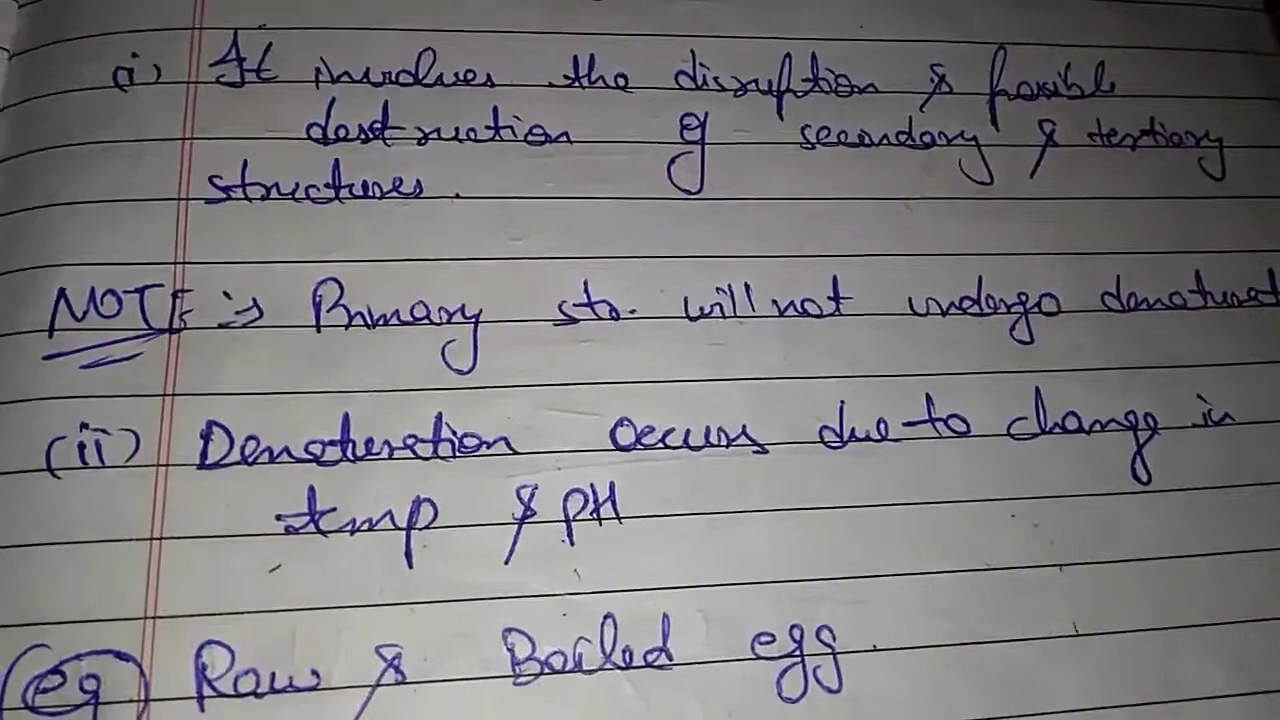 (i) It involves the disruption & possible
destruction of secondary & tertiary
structures.
NOTE :→ Primary str. will not undergo denaturat
(ii) Denaturation occurs due to change in
temp & pH
(eg) Raw & Boiled egg.